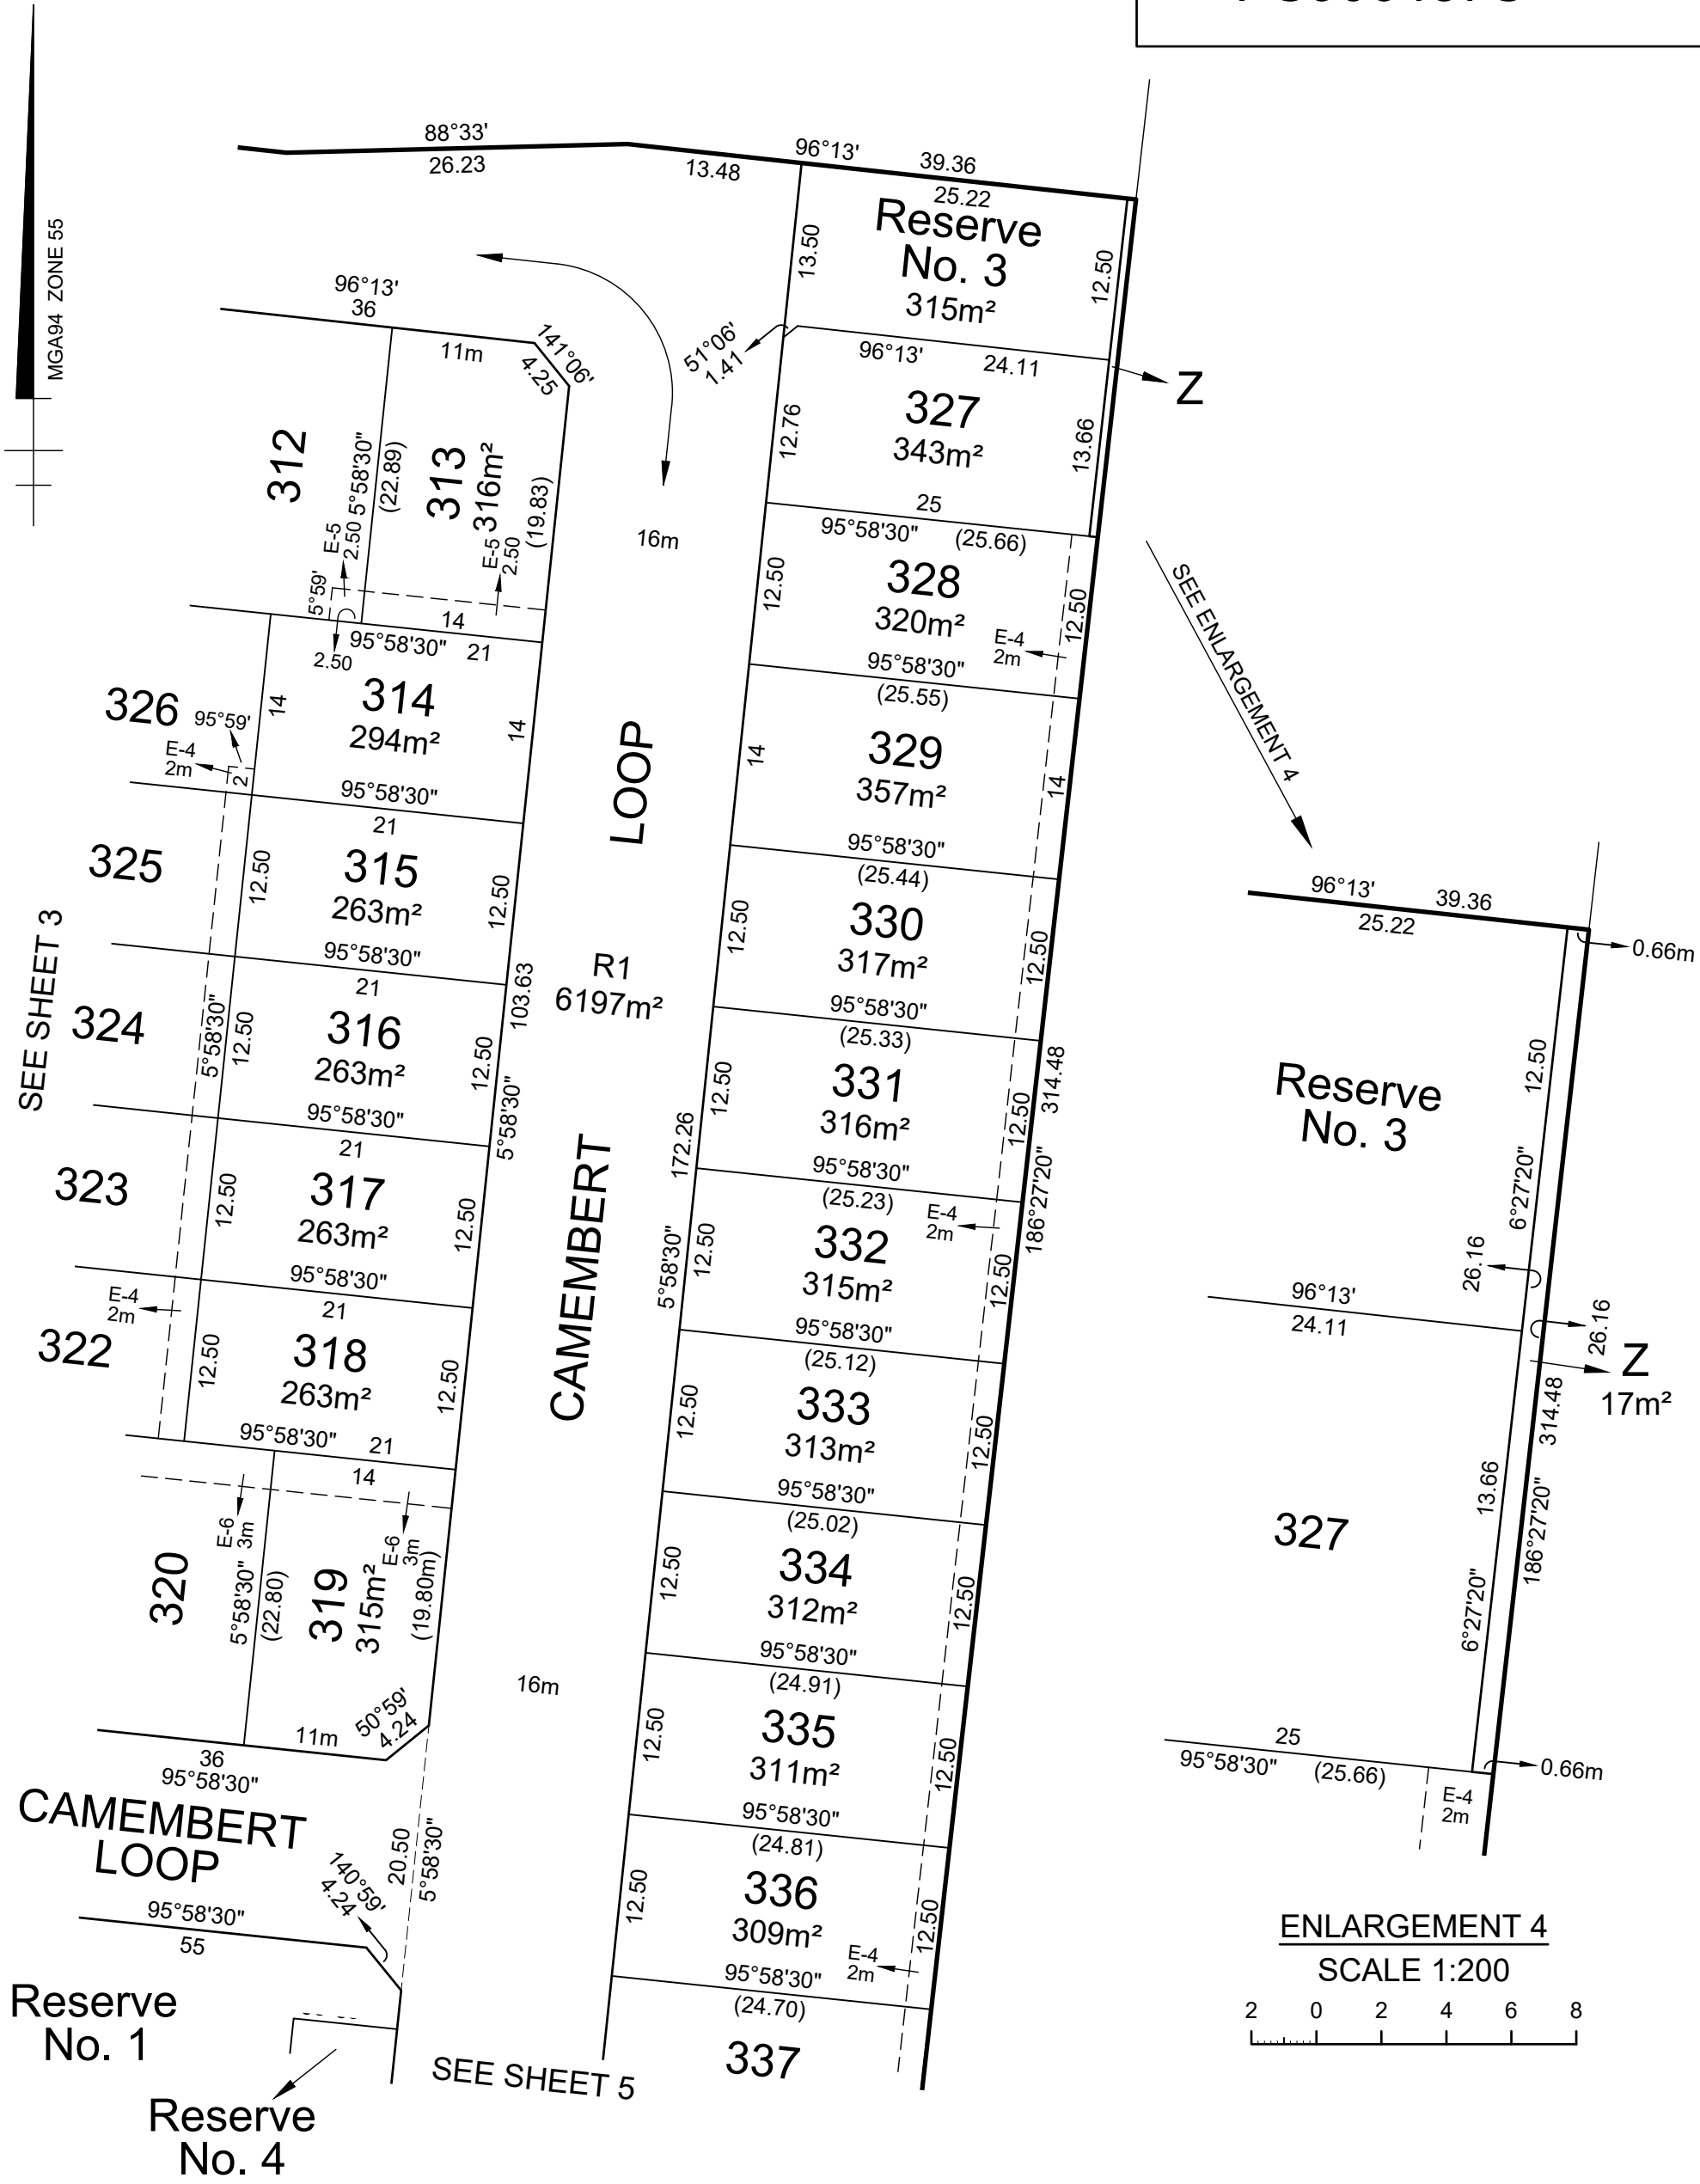 MGA94 ZONE 55
88°33'
26.23
13.48
96°13'
39.36
25.22
Reserve
No. 3
315m²
13.50
12.50
96°13'
36
11m
141°06'
4.25
51°06'
1.41
96°13'
24.11
Z
312
5°58'30"
(22.89)
313
316m²
(19.83)
E-5
2.50
E-5
2.50
5°59'
14
95°58'30"
21
2.50
16m
12.76
327
343m²
13.66
25
95°58'30"
(25.66)
12.50
328
320m²
E-4
2m
12.50
95°58'30"
(25.55)
SEE ENLARGEMENT 4
326
95°59'
E-4
2m
2
14
314
294m²
14
95°58'30"
21
LOOP
14
329
357m²
14
95°58'30"
(25.44)
325
12.50
315
263m²
12.50
95°58'30"
21
12.50
330
317m²
12.50
95°58'30"
(25.33)
SEE SHEET 3
324
5°58'30"
12.50
316
263m²
12.50
103.63
5°58'30"
95°58'30"
21
R1
6197m²
12.50
331
316m²
12.50
314.48
186°27'20"
95°58'30"
(25.23)
172.26
5°58'30"
323
12.50
317
263m²
12.50
95°58'30"
21
CAMEMBERT
12.50
332
315m²
E-4
2m
12.50
95°58'30"
(25.12)
E-4
2m
322
12.50
318
263m²
12.50
95°58'30"
21
14
12.50
333
313m²
12.50
95°58'30"
(25.02)
320
E-6
3m
5°58'30"
(22.80)
319
315m²
E-6
3m
(19.80m)
12.50
334
312m²
12.50
95°58'30"
(24.91)
16m
50°59'
4.24
11m
36
95°58'30"
12.50
335
311m²
12.50
95°58'30"
(24.81)
CAMEMBERT
LOOP
20.50
5°58'30"
140°59'
4.24
95°58'30"
55
12.50
336
309m²
E-4
2m
12.50
95°58'30"
(24.70)
337
Reserve
No. 1
SEE SHEET 5
Reserve
No. 4
96°13'
39.36
25.22
0.66m
Reserve
No. 3
12.50
6°27'20"
26.16
96°13'
24.11
26.16
Z
17m²
314.48
186°27'20"
13.66
6°27'20"
327
25
95°58'30"
(25.66)
0.66m
E-4
2m
ENLARGEMENT 4
SCALE 1:200
2 0 2 4 6 8